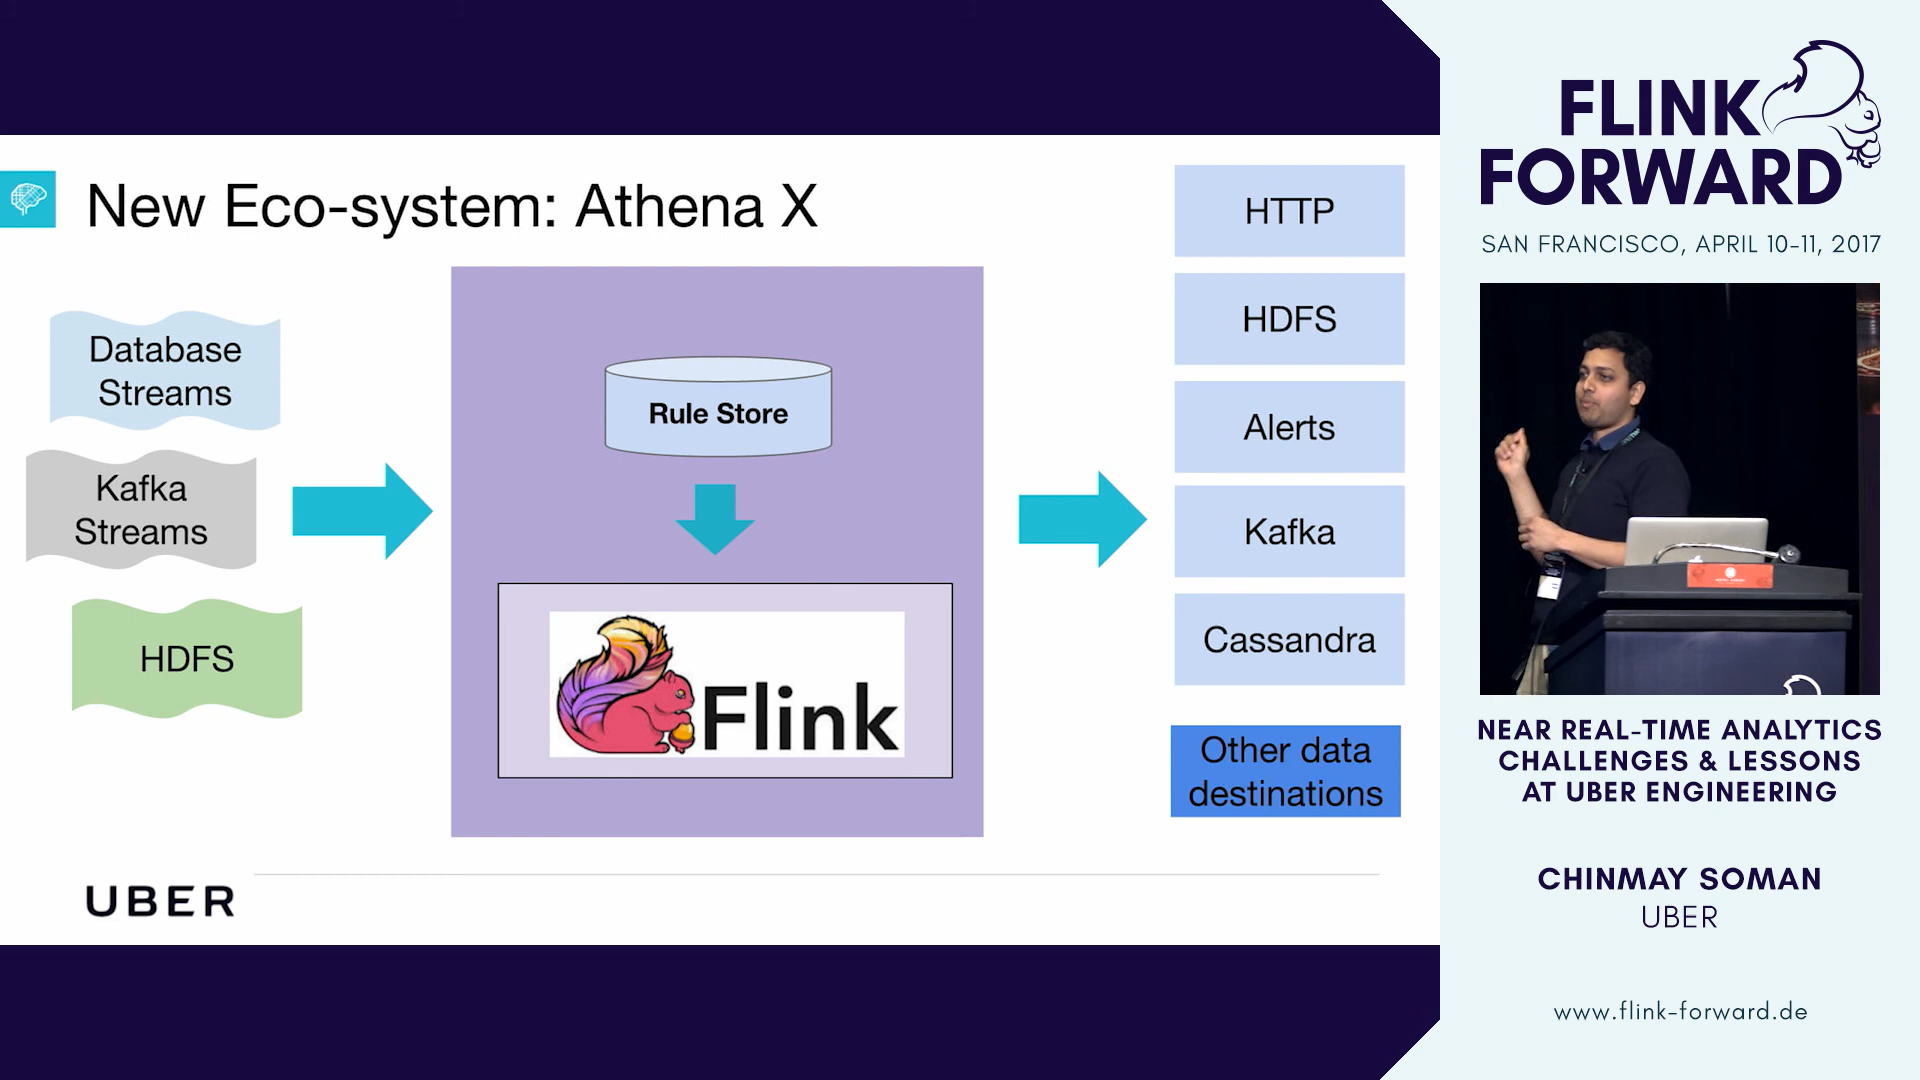 New Eco-system: Athena X
Database
Streams
Kafka
Streams
HDFS
Rule Store
Flink
HTTP
HDFS
Alerts
Kafka
Cassandra
Other data
destinations
UBER
FLINK
FORWARD
SAN FRANCISCO, APRIL 10-11, 2017
NEAR REAL-TIME ANALYTICS
CHALLENGES & LESSONS
AT UBER ENGINEERING
CHINMAY SOMAN
UBER
www.flink-forward.de